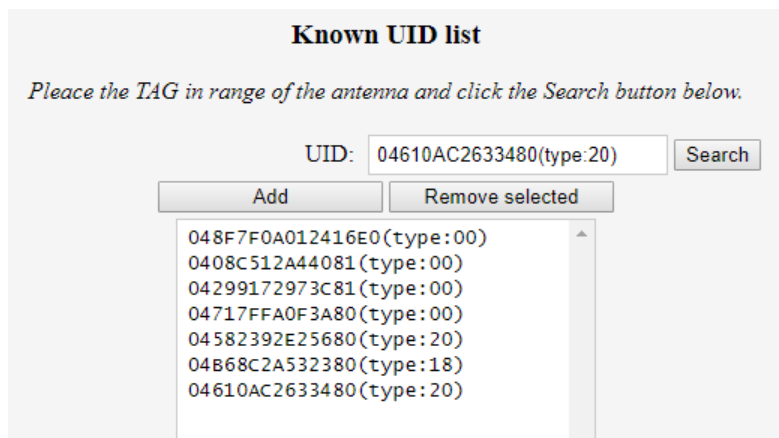 Known UID list
Pleace the TAG in range of the antenna and click the Search button below.
UID: 04610AC2633480(type:20) Search
Add Remove selected
048F7F0A012416E0(type:00)
0408C512A44081(type:00)
04299172973C81(type:00)
04717FFA0F3A80(type:00)
04582392E25680(type:20)
04B68C2A532380(type:18)
04610AC2633480(type:20)